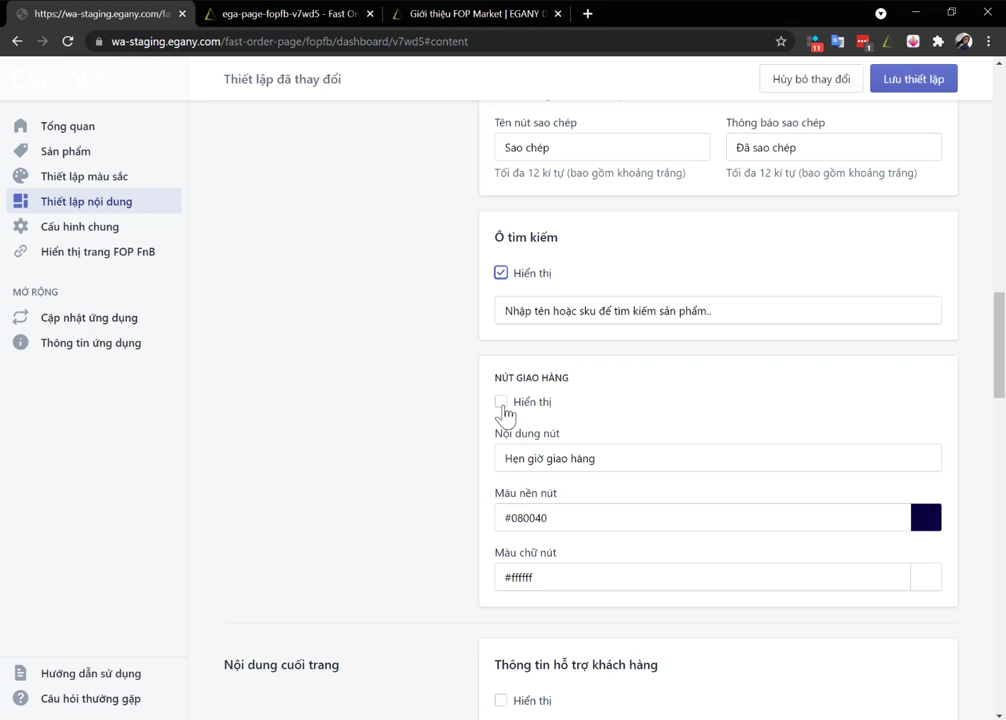 https://wa-staging.egany.com/fa
ega-page-fopfb-v7wd5 - Fast Or
Giới thiệu FOP Market | EGANY D
wa-staging.egany.com/fast-order-page/fopfb/dashboard/v7wd5#content
11
1
EGANY
Thiết lập đã thay đổi
Hủy bỏ thay đổi
Lưu thiết lập
Tổng quan
Sản phẩm
Thiết lập màu sắc
Thiết lập nội dung
Cấu hình chung
Hiển thị trang FOP FnB
MỞ RỘNG
Cập nhật ứng dụng
Thông tin ứng dụng
Hướng dẫn sử dụng
Câu hỏi thường gặp
Tên nút sao chép
Thông báo sao chép
Sao chép
Đã sao chép
Tối đa 12 kí tự (bao gồm khoảng trắng)
Tối đa 12 kí tự (bao gồm khoảng trắng)
Ô tìm kiếm
Hiển thị
Nhập tên hoặc sku để tìm kiếm sản phẩm..
NÚT GIAO HÀNG
Hiển thị
Nội dung nút
Hẹn giờ giao hàng
Màu nền nút
#080040
Màu chữ nút
#ffffff
Nội dung cuối trang
Thông tin hỗ trợ khách hàng
Hiển thị